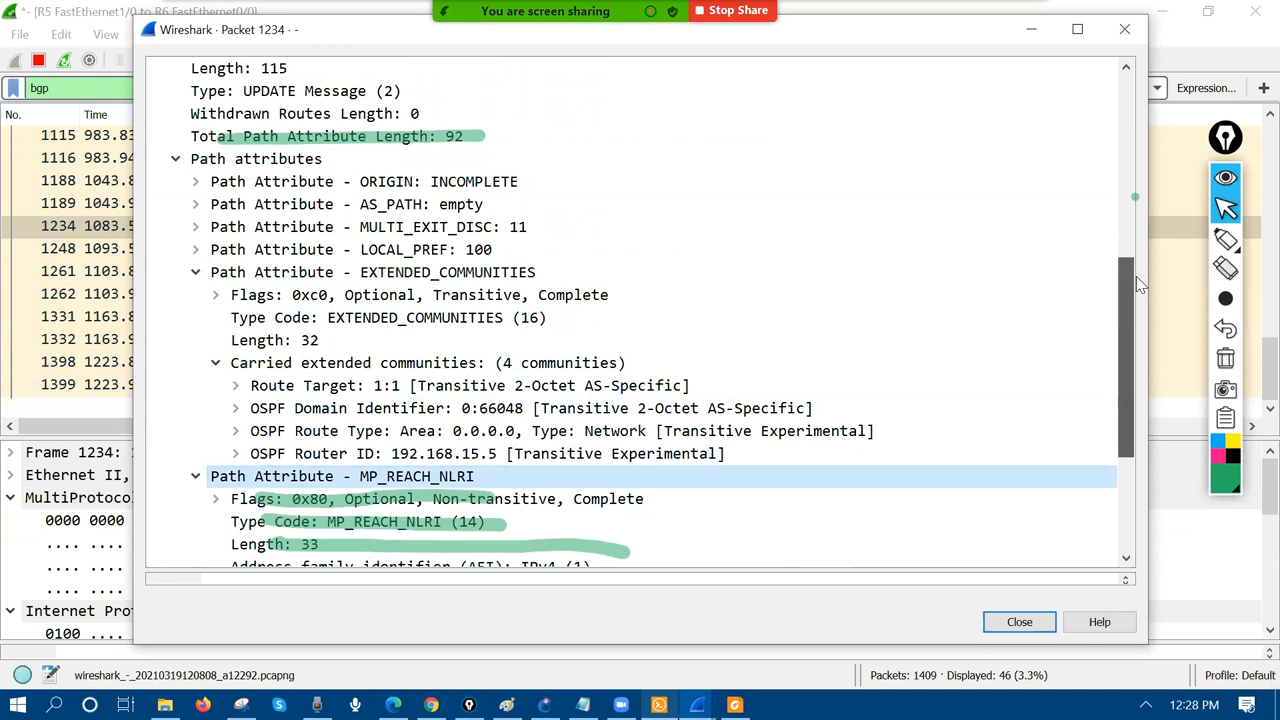 *- [R5 FastEthernet1/0 to R6 FastEthernet0/0]
You are screen sharing
Stop Share
File Edit View
Wireshark · Packet 1234 · -
bgp
Expression...
No. Time
1115 983.83
1116 983.94
1188 1043.8
1189 1043.9
1234 1083.5
1248 1093.5
1261 1103.8
1262 1103.9
1331 1163.8
1332 1163.9
1398 1223.8
1399 1223.9
Frame 1234:
Ethernet II,
MultiProtoc
0000 0000
.... ....
.... ....
.... ....
Internet Pro
0100 ....
Length: 115
Type: UPDATE Message (2)
Withdrawn Routes Length: 0
Total Path Attribute Length: 92
Path attributes
Path Attribute - ORIGIN: INCOMPLETE
Path Attribute - AS_PATH: empty
Path Attribute - MULTI_EXIT_DISC: 11
Path Attribute - LOCAL_PREF: 100
Path Attribute - EXTENDED_COMMUNITIES
Flags: 0xc0, Optional, Transitive, Complete
Type Code: EXTENDED_COMMUNITIES (16)
Length: 32
Carried extended communities: (4 communities)
Route Target: 1:1 [Transitive 2-Octet AS-Specific]
OSPF Domain Identifier: 0:66048 [Transitive 2-Octet AS-Specific]
OSPF Route Type: Area: 0.0.0.0, Type: Network [Transitive Experimental]
OSPF Router ID: 192.168.15.5 [Transitive Experimental]
Path Attribute - MP_REACH_NLRI
Flags: 0x80, Optional, Non-transitive, Complete
Type Code: MP_REACH_NLRI (14)
Length: 33
Address family identifier (AFI): IPv4 (1)
Close
Help
wireshark_-_20210319120808_a12292.pcapng
Packets: 1409 · Displayed: 46 (3.3%)
Profile: Default
12:28 PM